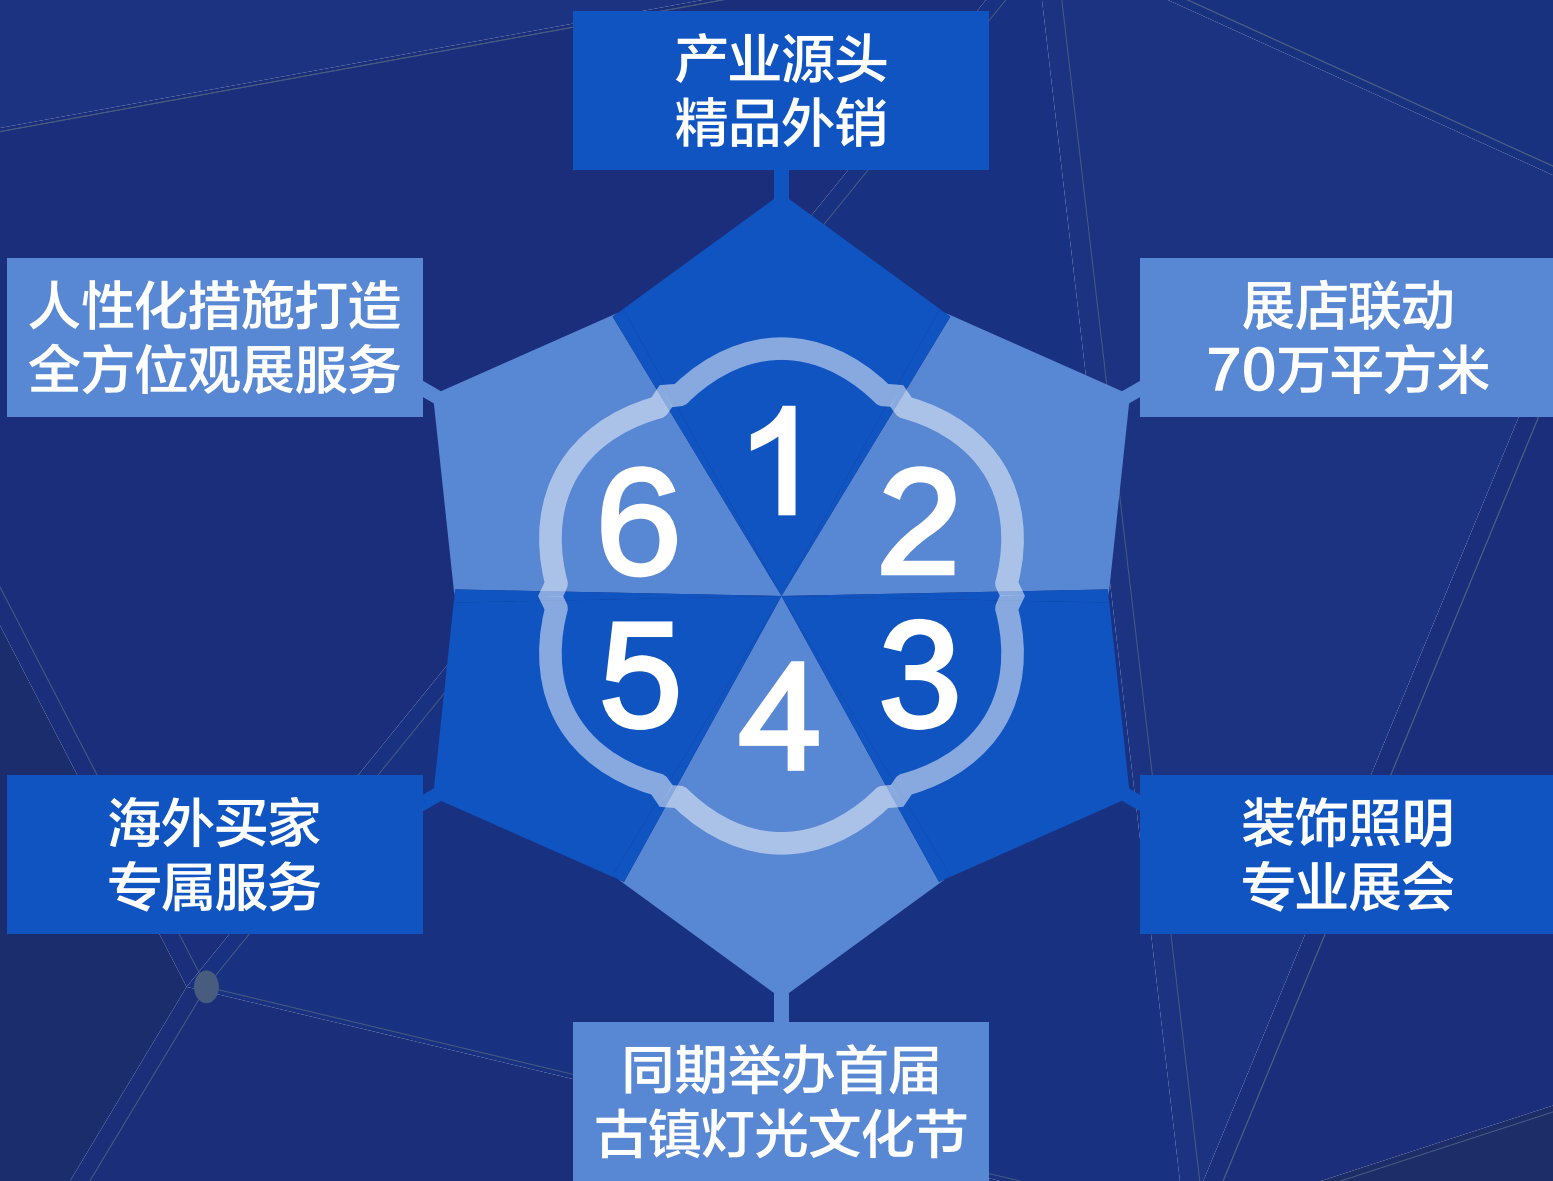 产业源头
精品外销
人性化措施打造
全方位观展服务
展店联动
70万平方米
1
6
2
5
3
4
海外买家
专属服务
装饰照明
专业展会
同期举办首届
古镇灯光文化节